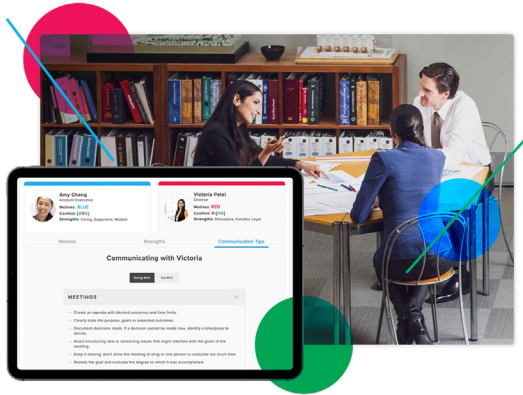 Amy Chang
Account Executive
Motives: BLUE
Conflict: [BRG]
Strengths: Caring, Supportive, Modest
Victoria Patel
Director
Motives: RED
Conflict: R-[BG]
Strengths: Persuasive, Forceful, Loyal
Motives
Strengths
Communication Tips
Communicating with Victoria
Going Well
Conflict
MEETINGS
Create an agenda with desired outcomes and time limits.
Clearly state the purpose, goals or expected outcomes.
Document decisions made. If a decision cannot be made now, identify a time/place to
decide.
Avoid introducing new or distracting issues that might interfere with the goals of the
meeting.
Keep it moving; don't allow the meeting to drag or one person to consume too much time.
Restate the goal and evaluate the degree to which it was accomplished.